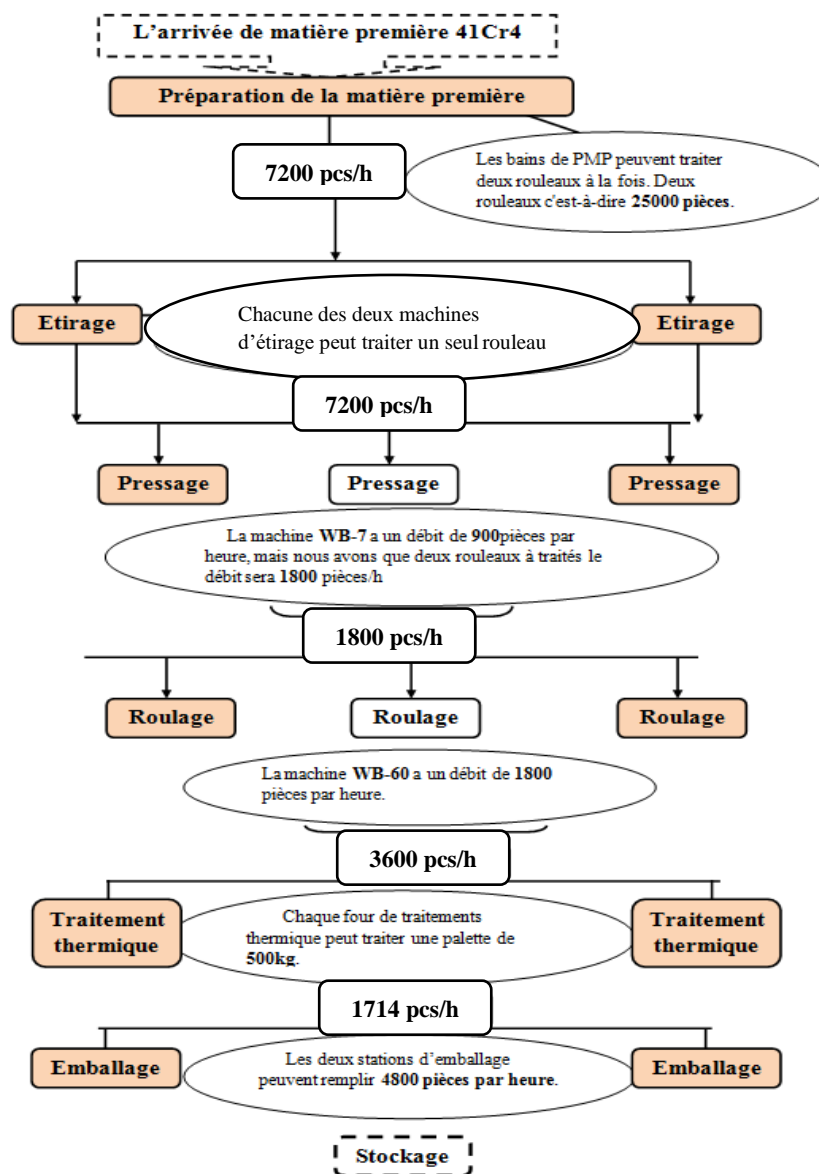 L’arrivée de matière première 41Cr4
Préparation de la matière première
7200 pcs/h
Les bains de PMP peuvent traiter
deux rouleaux à la fois. Deux
rouleaux c'est-à-dire 25000 pièces.
Etirage
Chacune des deux machines
d’étirage peut traiter un seul rouleau
Etirage
7200 pcs/h
Pressage
Pressage
Pressage
La machine WB-7 a un débit de 900pièces par
heure, mais nous avons que deux rouleaux à traités le
débit sera 1800 pièces/h
1800 pcs/h
Roulage
Roulage
Roulage
La machine WB-60 a un débit de 1800
pièces par heure.
3600 pcs/h
Traitement
thermique
Chaque four de traitements
thermique peut traiter une palette de
500kg.
Traitement
thermique
1714 pcs/h
Emballage
Les deux stations d’emballage
peuvent remplir 4800 pièces par heure.
Emballage
Stockage